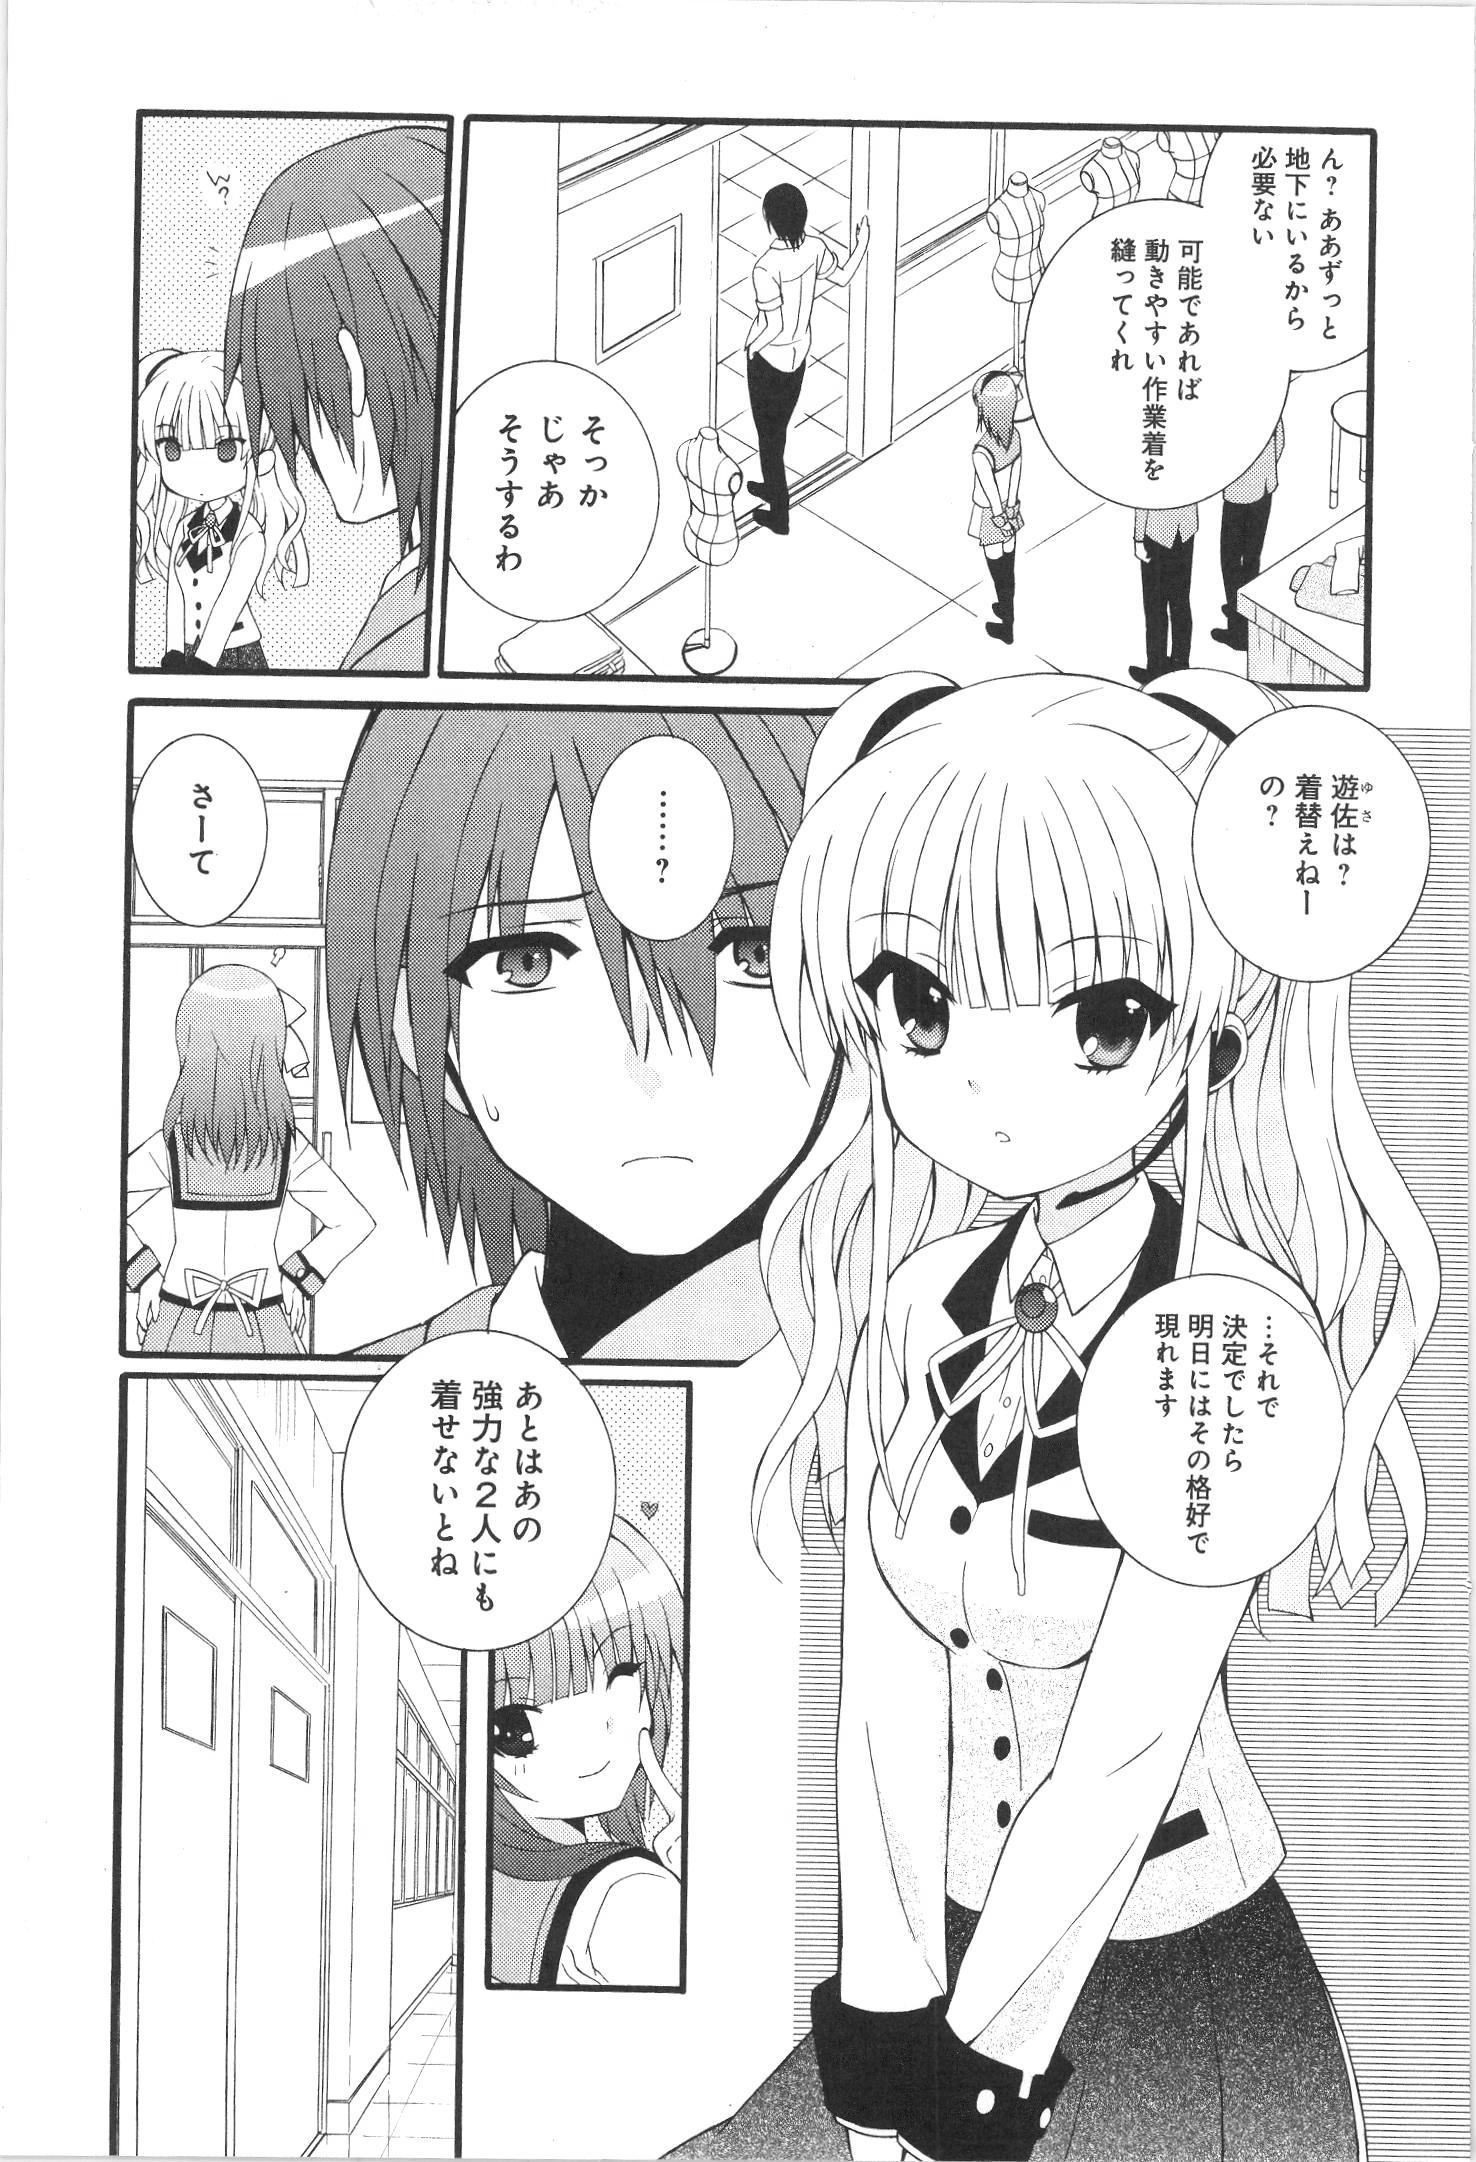 ん？ああずっと
地下にいるから
必要ない
可能であれば
動きやすい作業着を
縫ってくれ
そっか
じゃあ
そうするわ
？
遊佐は？
ゆさ
着替えねー
の？
…それで
決定でしたら
明日にはその格好で
現れます
……？
さーて
あとはあの
強力な2人にも
着せないとね